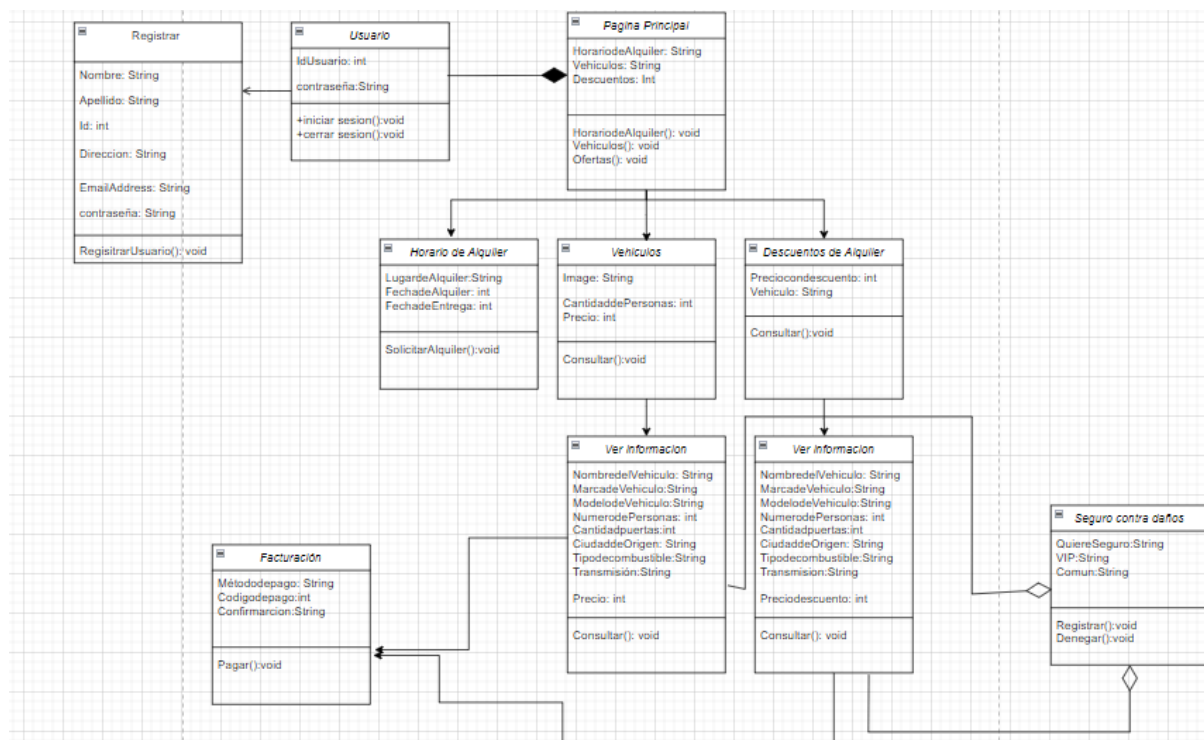 Registrar
Nombre: String
Apellido: String
Id: int
Direccion: String
EmailAddress: String
contraseña: String
RegisitrarUsuario(): void
Usuario
IdUsuario: int
contraseña:String
+iniciar sesion():void
+cerrar sesion():void
Pagina Principal
HorariodeAlquiler: String
Vehiculos: String
Descuentos: Int
HorariodeAlquiler(): void
Vehiculos(): void
Ofertas(): void
Horario de Alquiler
LugardeAlquiler:String
FechadeAlquiler: int
FechadeEntrega: int
SolicitarAlquiler():void
Vehiculos
Image: String
CantidaddePersonas: int
Precio: int
Consultar():void
Descuentos de Alquiler
Preciocondescuento: int
Vehiculo: String
Consultar():void
Ver informacion
NombredelVehiculo: String
MarcadeVehiculo:String
ModelodeVehiculo:String
NumerodePersonas: int
Cantidadpuertas:int
CiudaddeOrigen: String
Tipodecombustible:String
Transmisión:String
Precio: int
Consultar(): void
Ver informacion
NombredelVehiculo: String
MarcadeVehiculo:String
ModelodeVehiculo:String
NumerodePersonas: int
Cantidadpuertas:int
CiudaddeOrigen: String
Tipodecombustible:String
Transmision:String
Preciodescuento: int
Consultar(): void
Seguro contra daños
QuiereSeguro:String
VIP:String
Comun:String
Registrar():void
Denegar():void
Facturación
Métododepago: String
Codigodepago:int
Confirmarcion:String
Pagar():void